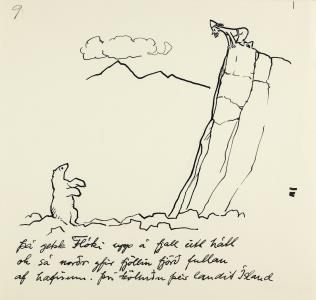 9
Þá gekk Flóki upp á fjall eitt hátt
ok sá norðr yfir fjöllin fjörð fullan
af hafísum. Því kölluðu þeir landit Ísland